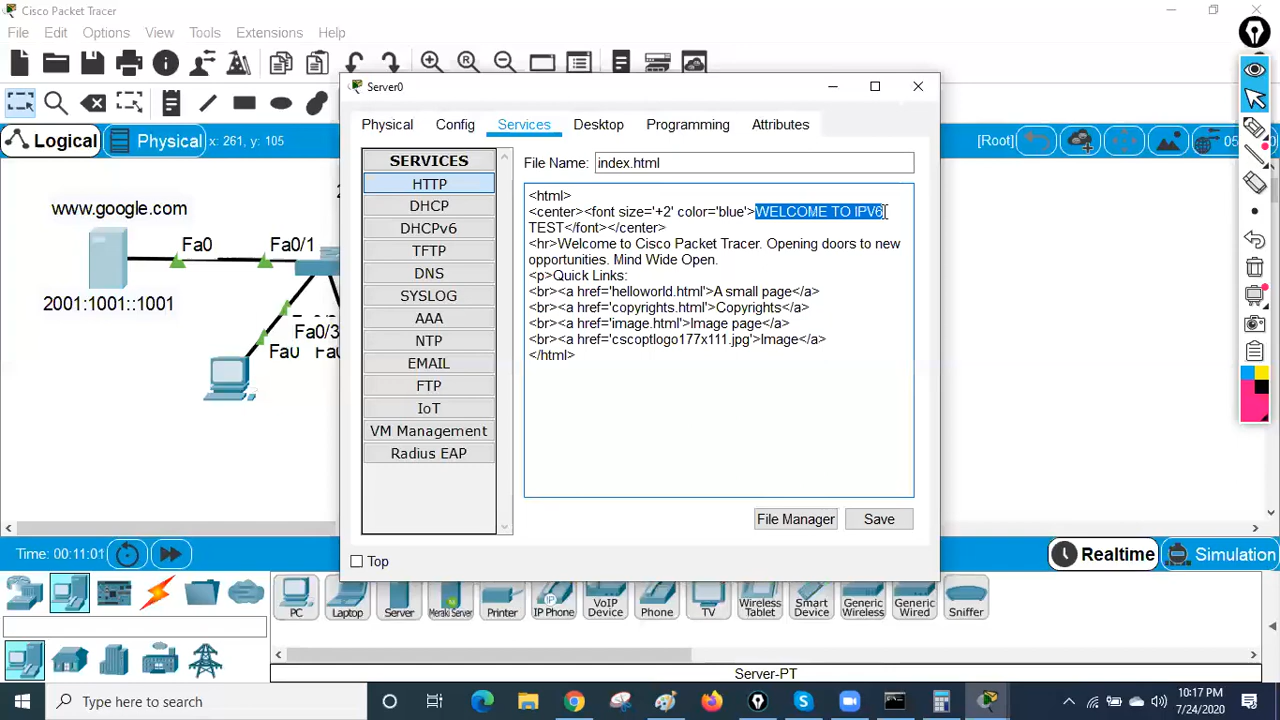 Cisco Packet Tracer
File Edit Options View Tools Extensions Help
Logical Physical x: 261, y: 105
[Root]
www.google.com
Fa0 Fa0/1
2001:1001::1001
Fa0/3
Fa0 Fa
Server0
Physical Config Services Desktop Programming Attributes
SERVICES
HTTP
DHCP
DHCPv6
TFTP
DNS
SYSLOG
AAA
NTP
EMAIL
FTP
IoT
VM Management
Radius EAP
File Name: index.html
<html>
<center><font size='+2' color='blue'>WELCOME TO IPV6
TEST</font></center>
<hr>Welcome to Cisco Packet Tracer. Opening doors to new
opportunities. Mind Wide Open.
<p>Quick Links:
<br><a href='helloworld.html'>A small page</a>
<br><a href='copyrights.html'>Copyrights</a>
<br><a href='image.html'>Image page</a>
<br><a href='cscoptlogo177x111.jpg'>Image</a>
</html>
File Manager Save
Top
Time: 00:11:01
Realtime Simulation
PC Laptop Server Meraki Server Printer IP Phone VoIP Device Phone TV Wireless Tablet Smart Device Generic Wireless Generic Wired Sniffer
Server-PT
Type here to search
10:17 PM
7/24/2020